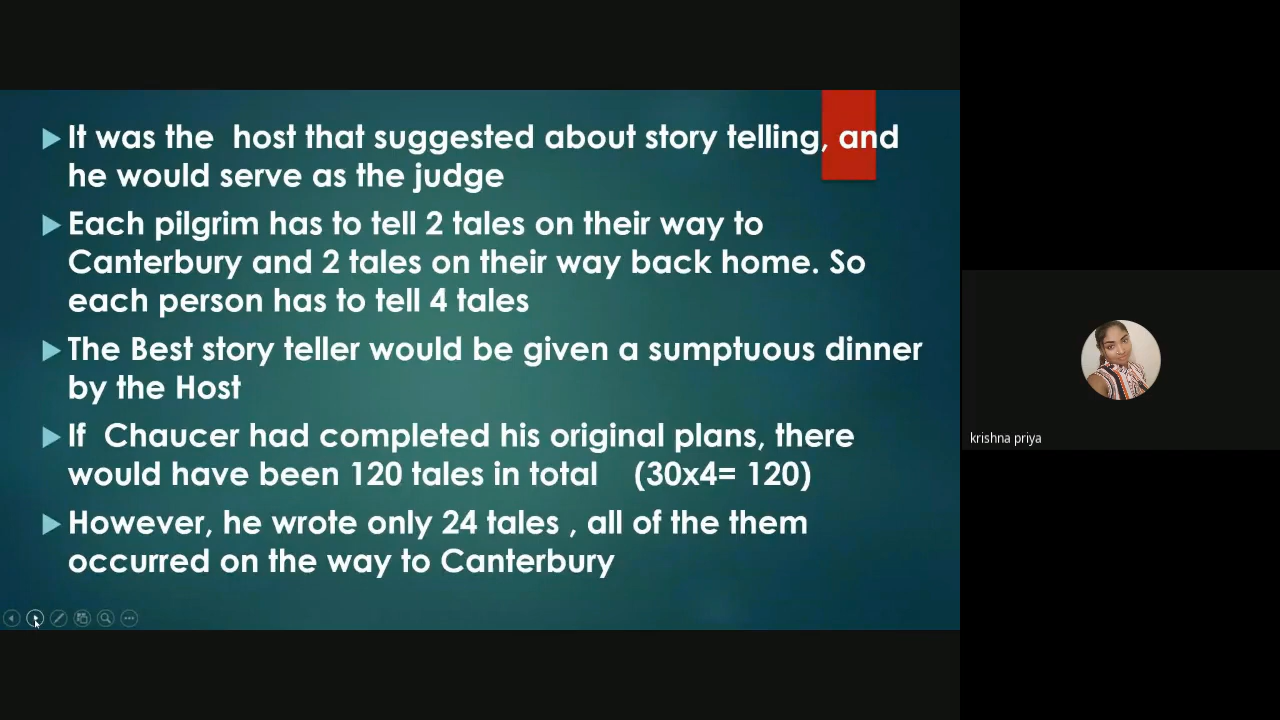 It was the host that suggested about story telling, and
he would serve as the judge
Each pilgrim has to tell 2 tales on their way to
Canterbury and 2 tales on their way back home. So
each person has to tell 4 tales
The Best story teller would be given a sumptuous dinner
by the Host
If Chaucer had completed his original plans, there
would have been 120 tales in total (30x4= 120)
However, he wrote only 24 tales , all of the them
occurred on the way to Canterbury
krishna priya